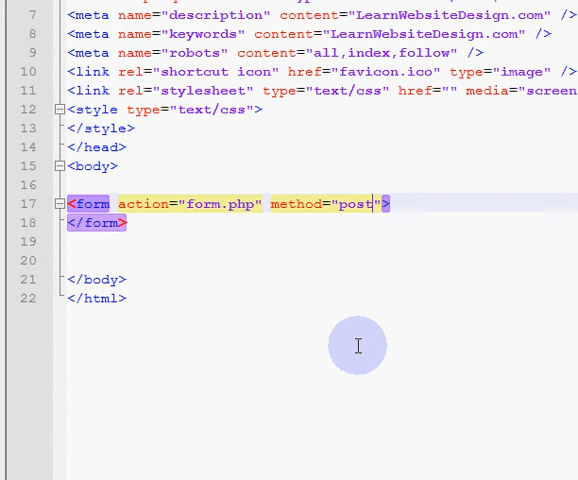 7 <meta name="description" content="LearnWebsiteDesign.com" />
8 <meta name="keywords" content="LearnWebsiteDesign.com" />
9 <meta name="robots" content="all,index,follow" />
10 <link rel="shortcut icon" href="favicon.ico" type="image" />
11 <link rel="stylesheet" type="text/css" href="" media="screen
12 <style type="text/css">
13 </style>
14 </head>
15 <body>
16
17 <form action="form.php" method="post">
18 </form>
19
20
21 </body>
22 </html>